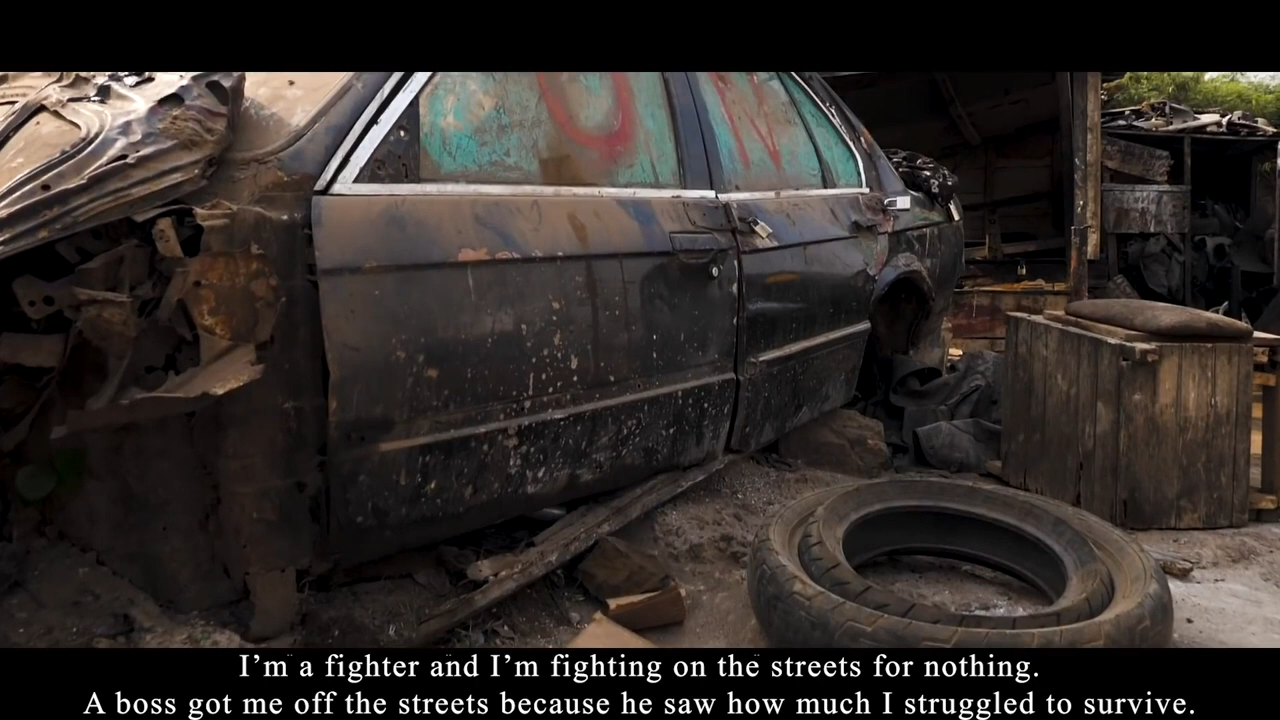 I'm a fighter and I'm fighting on the streets for nothing.
A boss got me off the streets because he saw how much I struggled to survive.